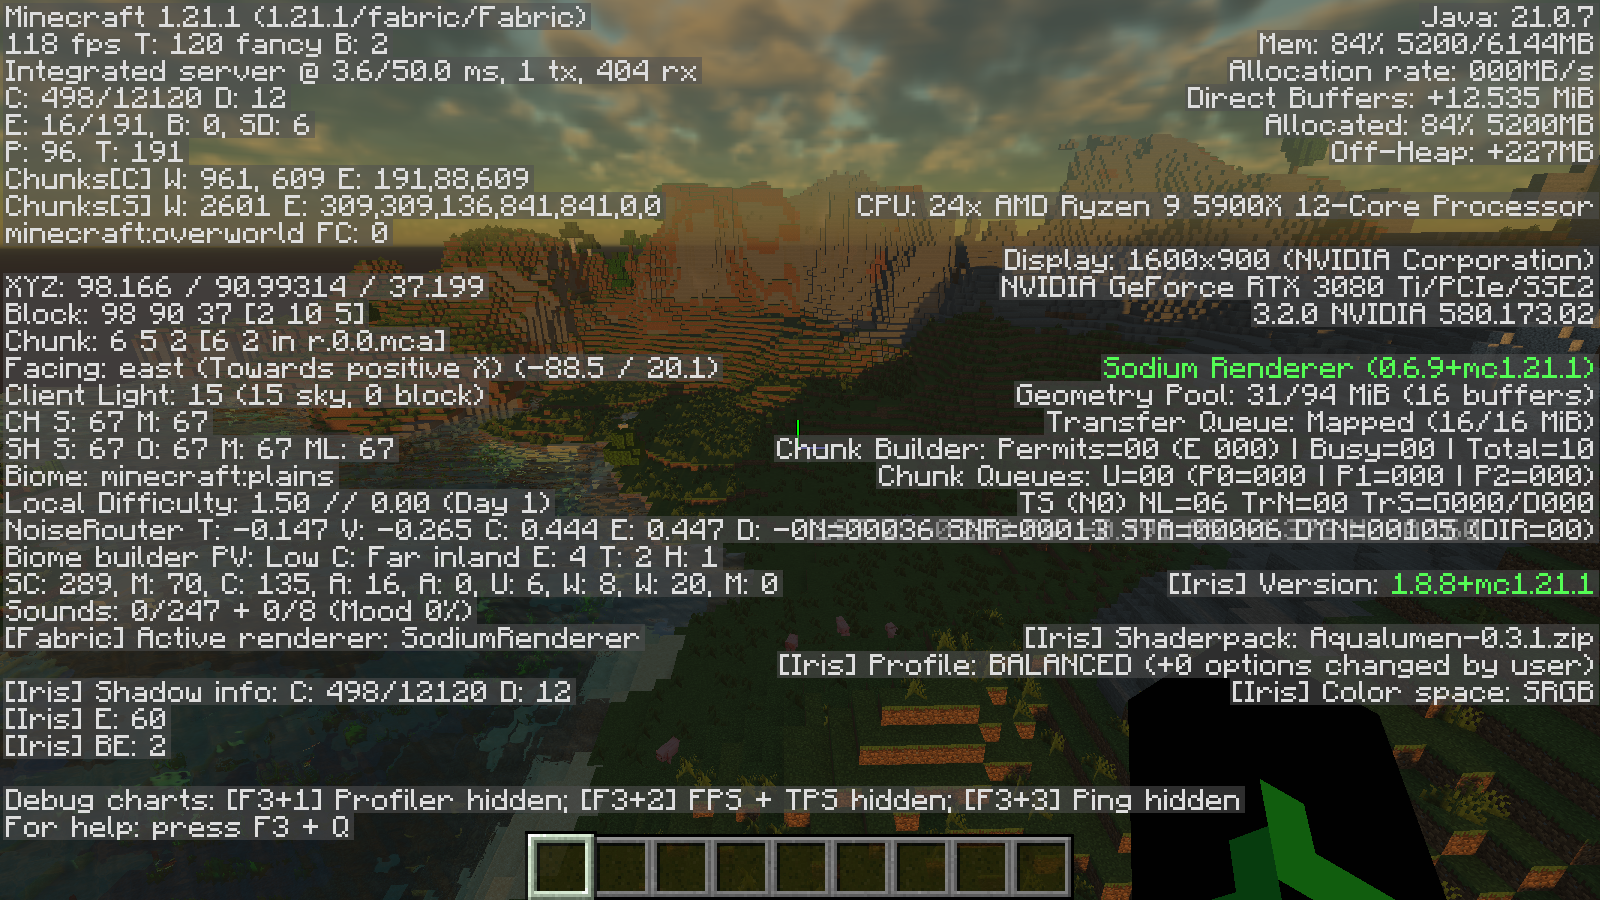 Minecraft 1.21.1 (1.21.1/fabric/Fabric)
118 fps T: 120 fancy B: 2
Integrated server @ 3.6/50.0 ms, 1 tx, 404 rx
C: 498/12120 D: 12
E: 16/191, B: 0, SD: 6
P: 96. T: 191
Chunks[C] W: 961, 609 E: 191,88,609
Chunks[S] W: 2601 E: 309,309,136,841,841,0,0
minecraft:overworld FC: 0
XYZ: 98.166 / 90.99314 / 37.199
Block: 98 90 37 [2 10 5]
Chunk: 6 5 2 [6 2 in r.0.0.mca]
Facing: east (Towards positive X) (-88.5 / 20.1)
Client Light: 15 (15 sky, 0 block)
CH S: 67 M: 67
SH S: 67 O: 67 M: 67 ML: 67
Biome: minecraft:plains
Local Difficulty: 1.50 // 0.00 (Day 1)
NoiseRouter T: -0.147 V: -0.265 C: 0.444 E: 0.447 D:
Biome builder PV: Low C: Far inland E: 4 T: 2 H: 1
SC: 289, M: 70, C: 135, A: 16, A: 0, U: 6, W: 8, W: 20, M: 0
Sounds: 0/247 + 0/8 (Mood 0%)
[Fabric] Active renderer: SodiumRenderer
[Iris] Shadow info: C: 498/12120 D: 12
[Iris] E: 60
[Iris] BE: 2
Debug charts: [F3+1] Profiler hidden; [F3+2] FPS + TPS hidden; [F3+3] Ping hidden
For help: press F3 + Q
Java: 21.0.7
Mem: 84% 5200/6144MB
Allocation rate: 000MB/s
Direct Buffers: +12.535 MiB
Allocated: 84% 5200MB
Off-Heap: +227MB
CPU: 24x AMD Ryzen 9 5900X 12-Core Processor
Display: 1600x900 (NVIDIA Corporation)
NVIDIA GeForce RTX 3080 Ti/PCIe/SSE2
3.2.0 NVIDIA 580.173.02
Sodium Renderer (0.6.9+mc1.21.1)
Geometry Pool: 31/94 MiB (16 buffers)
Transfer Queue: Mapped (16/16 MiB)
Chunk Builder: Permits=00 (E 000) | Busy=00 | Total=10
Chunk Queues: U=00 (P0=000 | P1=000 | P2=000)
TS (N0) NL=06 TrN=00 TrS=G000/D000
[Iris] Version: 1.8.8+mc1.21.1
[Iris] Shaderpack: Aqualumen-0.3.1.zip
[Iris] Profile: BALANCED (+0 options changed by user)
[Iris] Color space: SRGB